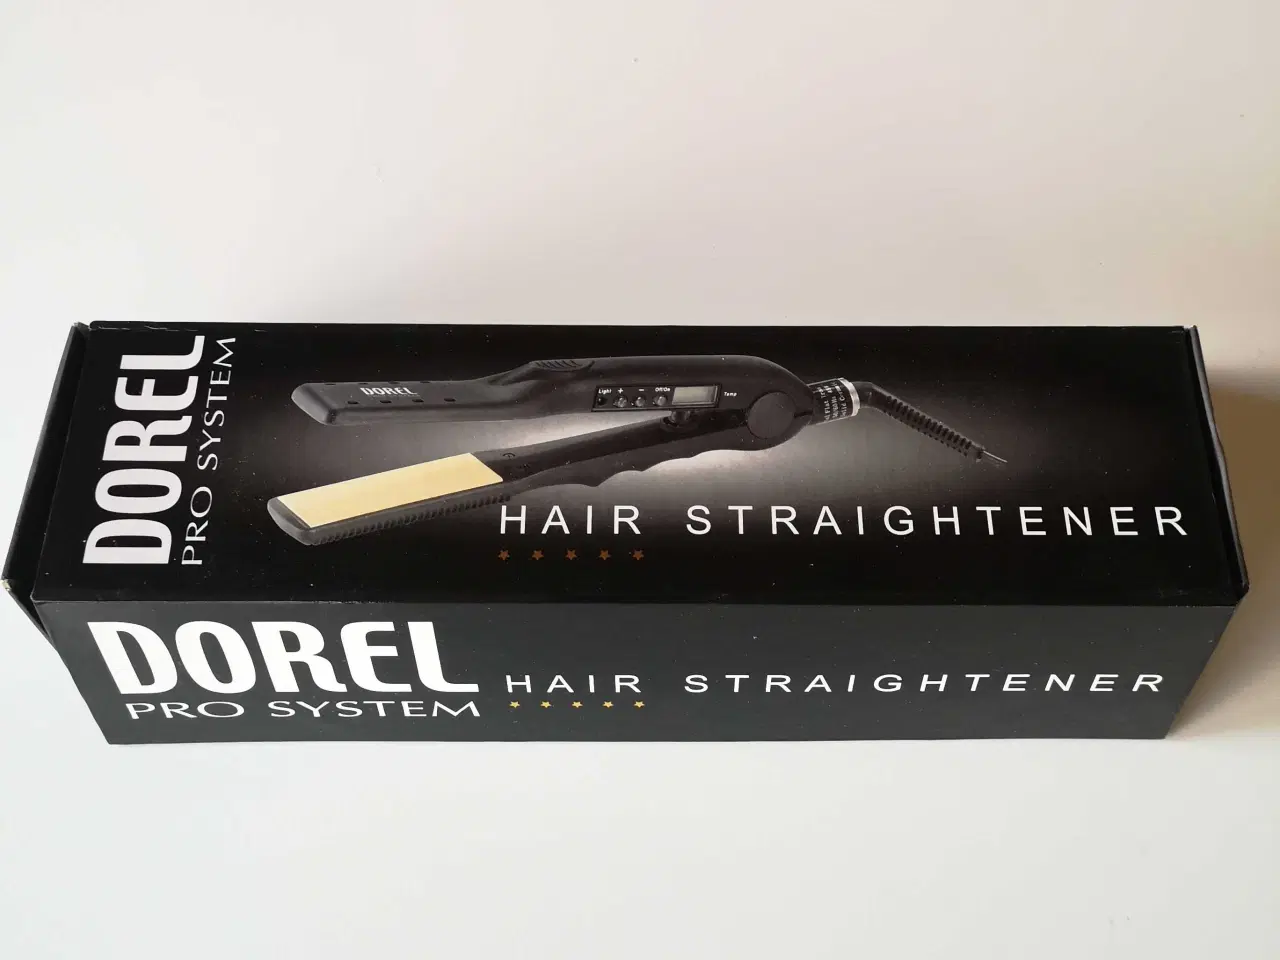 DOREL
PRO SYSTEM
DOREL
Light + - Off/On
Temp
HAIR STRAIGHTENER
DOREL
PRO SYSTEM
HAIR STRAIGHTENER